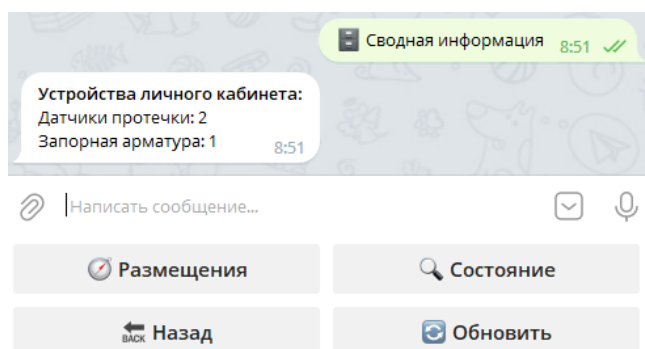 🗄 Сводная информация 8:51
Устройства личного кабинета:
Датчики протечки: 2
Запорная арматура: 1 8:51
Написать сообщение...
Размещения
Состояние
BACK Назад
Обновить